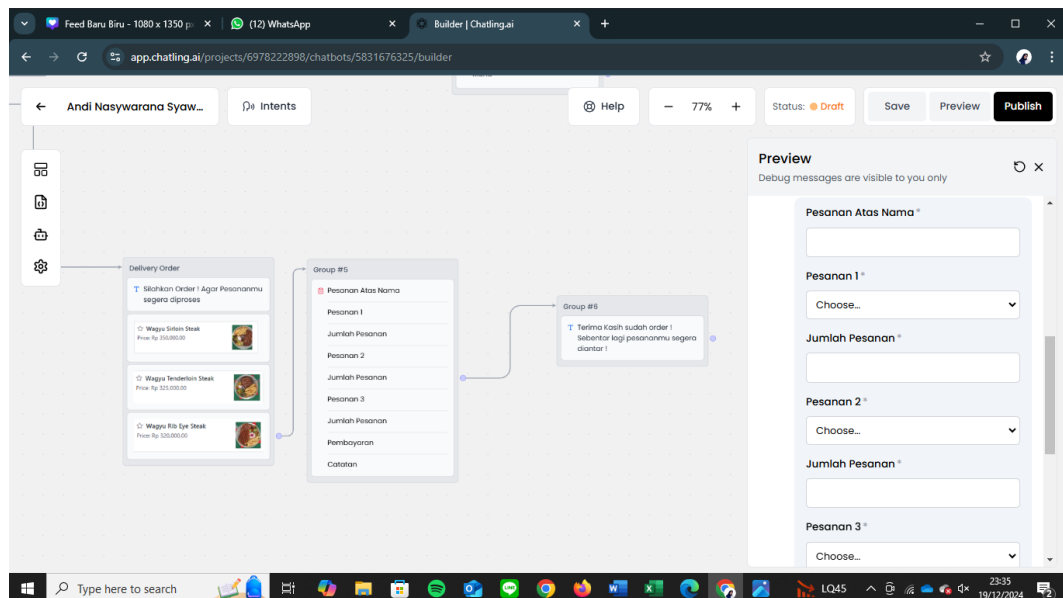 Feed Baru Biru - 1080 x 1350 p
(12) WhatsApp
Builder | Chatling.ai
app.chatling.ai/projects/6978222898/chatbots/5831676325/builder
Andi Nasywarana Syaw...
Intents
Help
77%
Status: Draft
Save
Preview
Publish
Preview
Debug messages are visible to you only
Delivery Order
Silahkan Order ! Agar Pesananmu
segera diproses
Wagyu Sirloin Steak
Price: Rp 350,000.00
Wagyu Tenderloin Steak
Price: Rp 325,000.00
Wagyu Rib Eye Steak
Price: Rp 320,000.00
Group #5
Pesanan Atas Nama
Pesanan 1
Jumlah Pesanan
Pesanan 2
Jumlah Pesanan
Pesanan 3
Jumlah Pesanan
Pembayaran
Catatan
Group #6
Terima Kasih sudah order !
Sebentar lagi pesananmu segera
diantar !
Pesanan Atas Nama *
Pesanan 1 *
Choose...
Jumlah Pesanan *
Pesanan 2 *
Choose...
Jumlah Pesanan *
Pesanan 3 *
Choose...
Type here to search
LQ45
23:35
19/12/2024